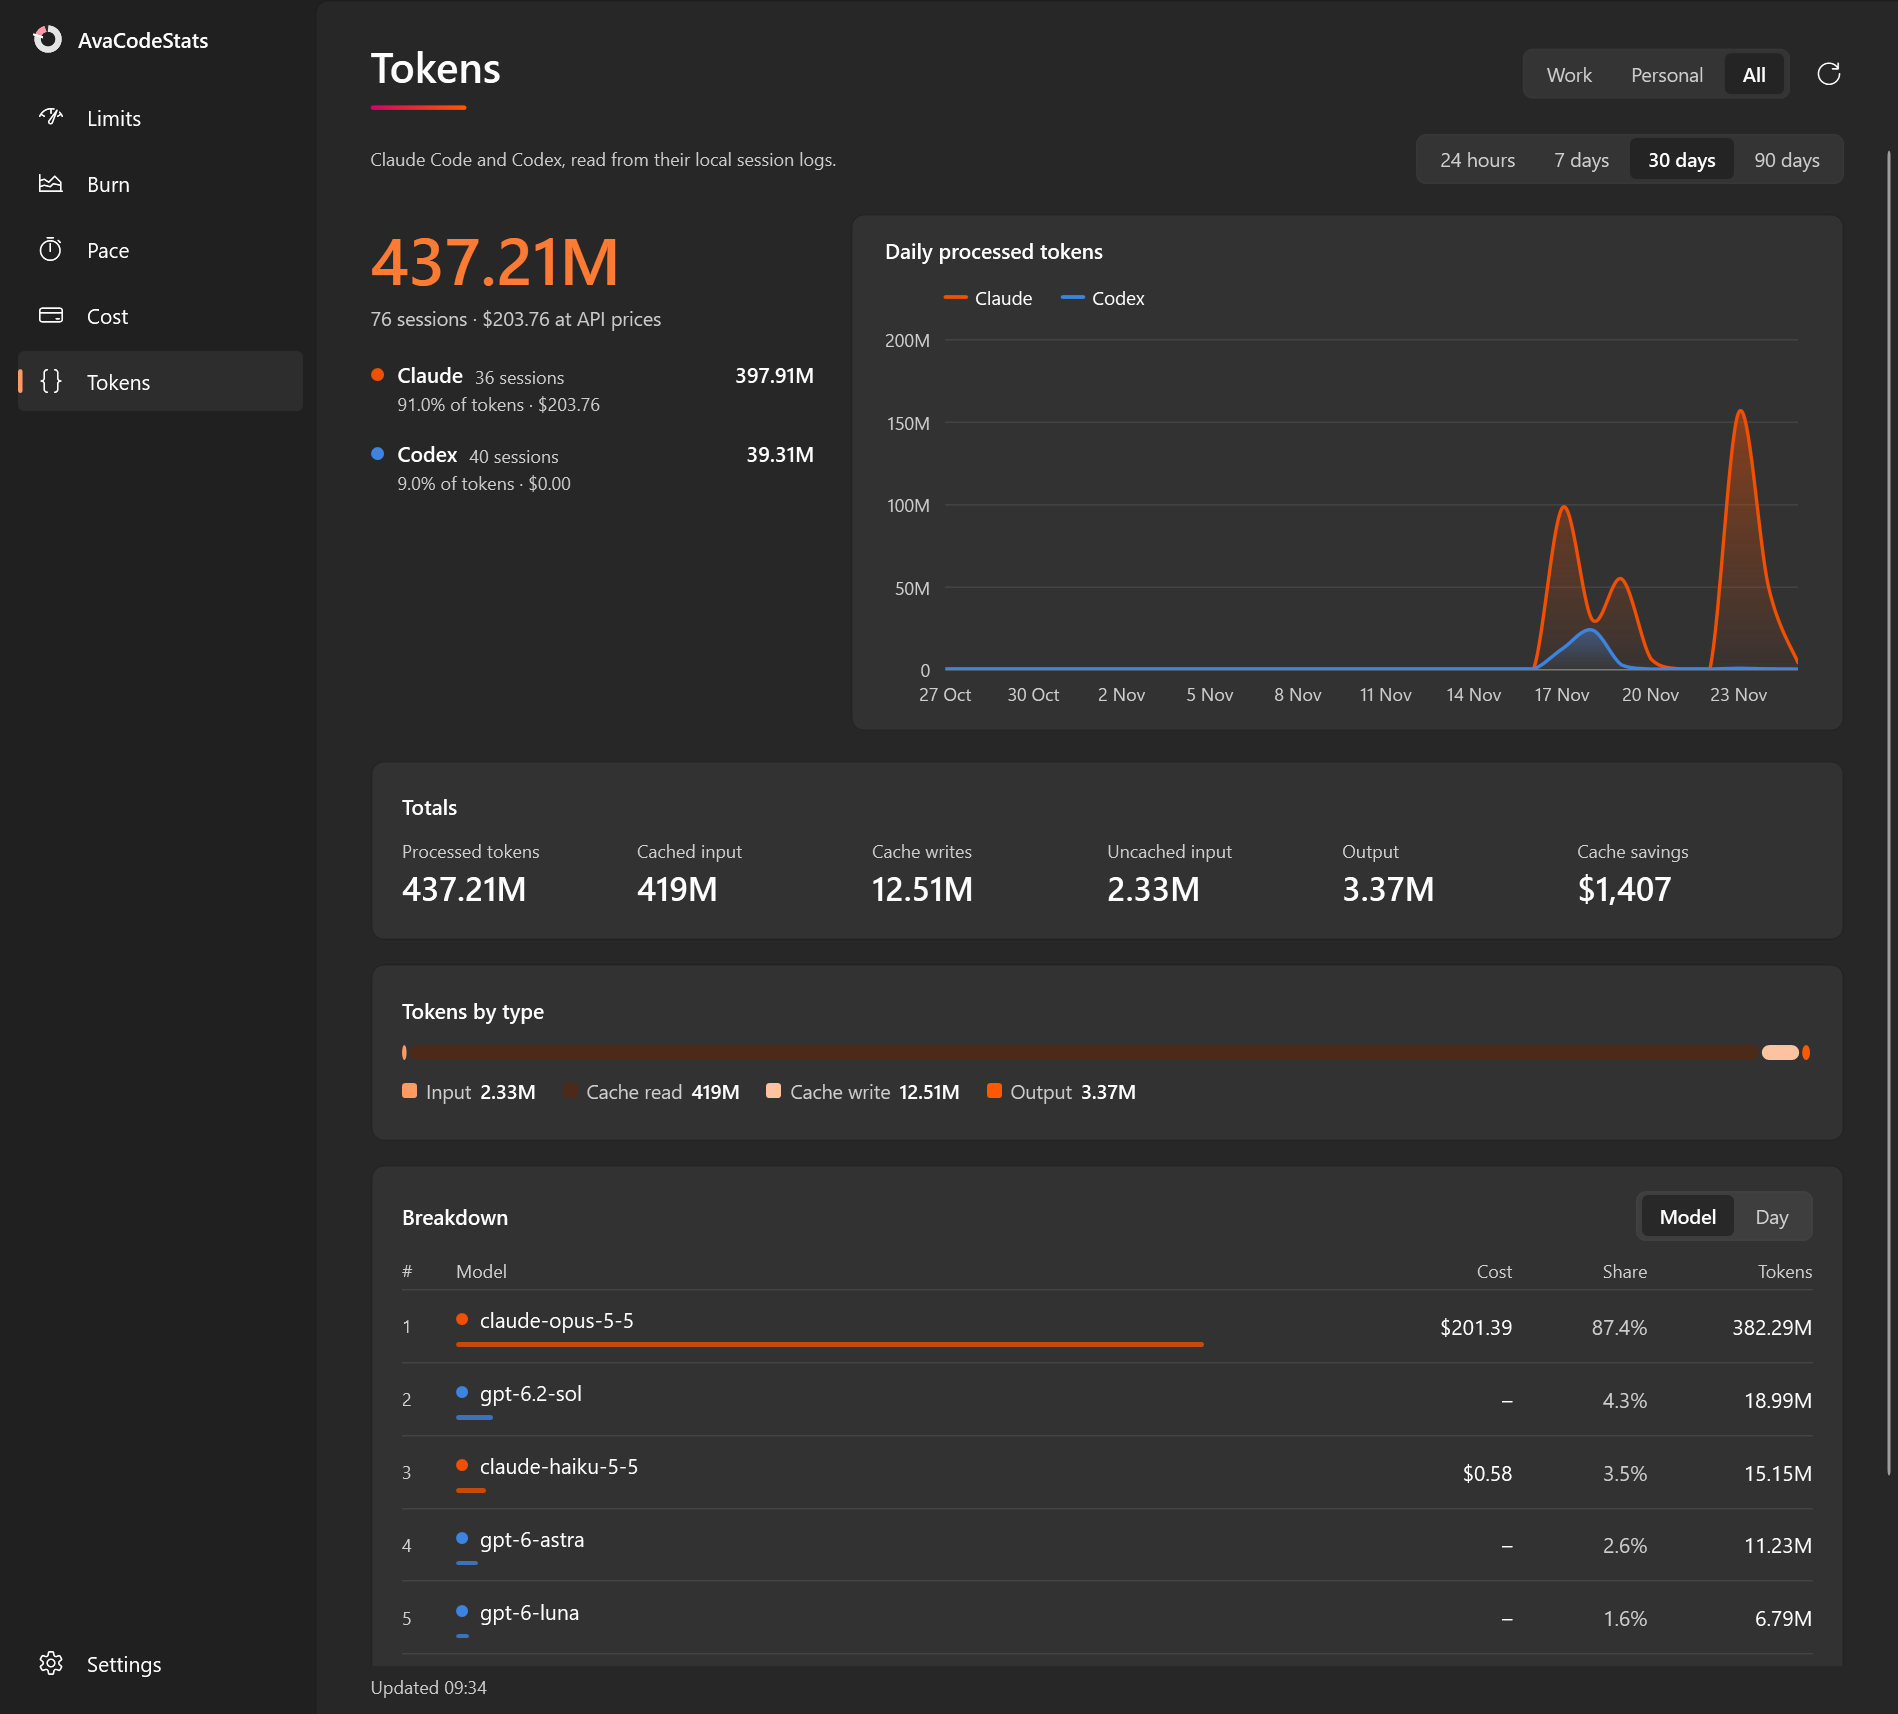 AvaCodeStats
Limits
Burn
Pace
Cost
Tokens
Settings
Tokens
Work Personal All
Claude Code and Codex, read from their local session logs.
24 hours 7 days 30 days 90 days
437.21M
76 sessions · $203.76 at API prices
Claude 36 sessions 397.91M
91.0% of tokens · $203.76
Codex 40 sessions 39.31M
9.0% of tokens · $0.00
Daily processed tokens
Claude Codex
200M
150M
100M
50M
0
27 Oct 30 Oct 2 Nov 5 Nov 8 Nov 11 Nov 14 Nov 17 Nov 20 Nov 23 Nov
Totals
Processed tokens Cached input Cache writes Uncached input Output Cache savings
437.21M 419M 12.51M 2.33M 3.37M $1,407
Tokens by type
Input 2.33M Cache read 419M Cache write 12.51M Output 3.37M
Breakdown
Model Day
# Model Cost Share Tokens
1 claude-opus-5-5 $201.39 87.4% 382.29M
2 gpt-6.2-sol – 4.3% 18.99M
3 claude-haiku-5-5 $0.58 3.5% 15.15M
4 gpt-6-astra – 2.6% 11.23M
5 gpt-6-luna – 1.6% 6.79M
Updated 09:34